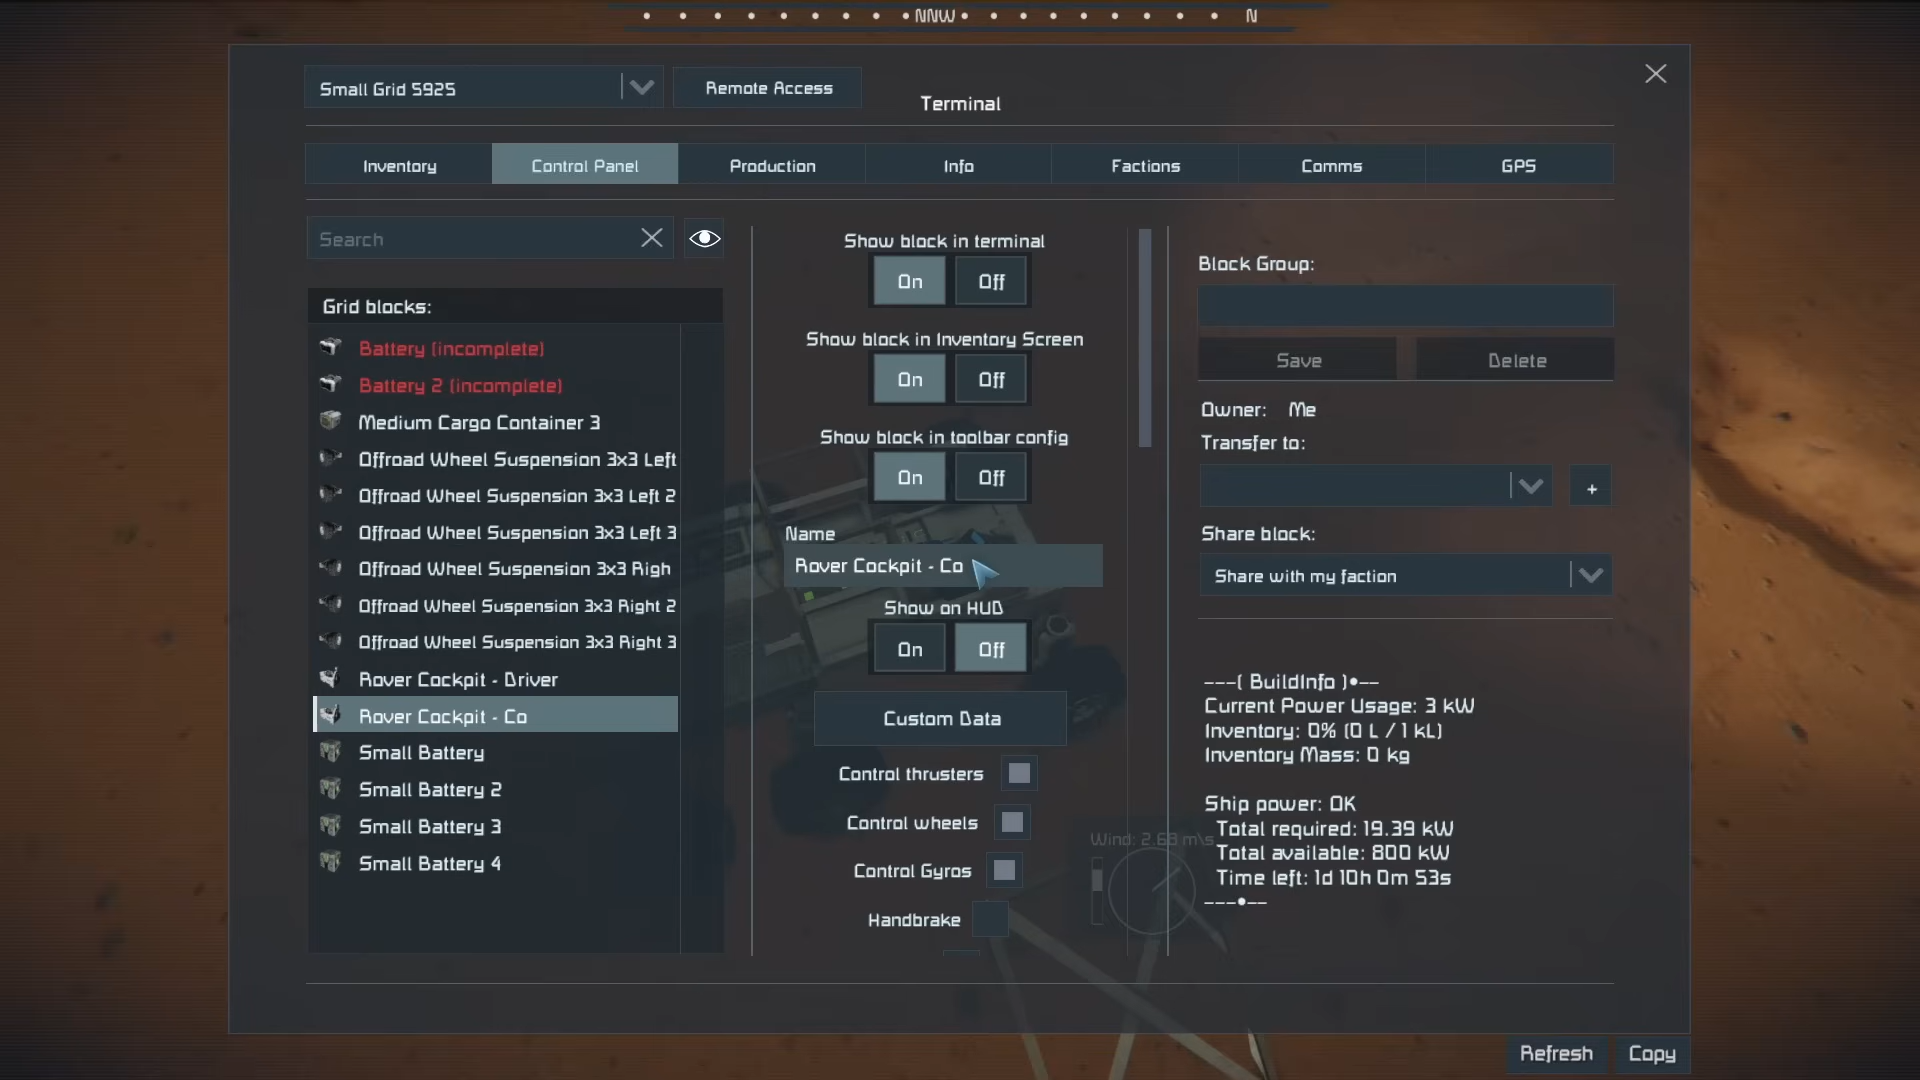 NNW
N
Small Grid 5925
Remote Access
Terminal
Inventory
Control Panel
Production
Info
Factions
Comms
GPS
Search
Grid blocks:
Battery (incomplete)
Battery 2 (incomplete)
Medium Cargo Container 3
Offroad Wheel Suspension 3x3 Left
Offroad Wheel Suspension 3x3 Left 2
Offroad Wheel Suspension 3x3 Left 3
Offroad Wheel Suspension 3x3 Righ
Offroad Wheel Suspension 3x3 Right 2
Offroad Wheel Suspension 3x3 Right 3
Rover Cockpit - Driver
Rover Cockpit - Co
Small Battery
Small Battery 2
Small Battery 3
Small Battery 4
Show block in terminal
On Off
Show block in Inventory Screen
On Off
Show block in toolbar config
On Off
Name
Rover Cockpit - Co
Show on HUD
On Off
Custom Data
Control thrusters
Control wheels
Control Gyros
Handbrake
Wind: 2.68 m/s
Block Group:
Save
Delete
Owner: Me
Transfer to:
+
Share block:
Share with my faction
---( BuildInfo )•--
Current Power Usage: 3 kW
Inventory: 0% (0 L / 1 kL)
Inventory Mass: 0 kg
Ship power: OK
Total required: 19.39 kW
Total available: 800 kW
Time left: 1d 10h 0m 53s
---•--
Refresh
Copy